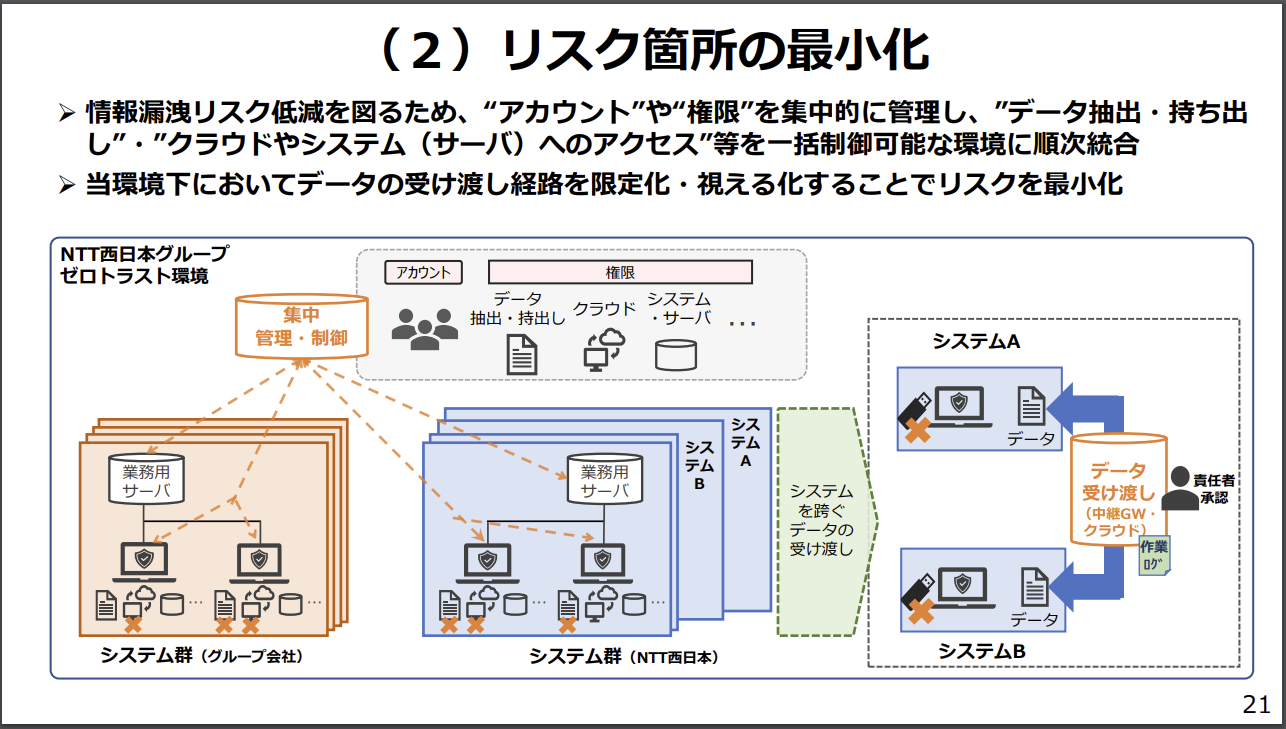 （２）リスク箇所の最小化
➢ 情報漏洩リスク低減を図るため、“アカウント”や“権限”を集中的に管理し、”データ抽出・持ち出
し”・”クラウドやシステム（サーバ）へのアクセス”等を一括制御可能な環境に順次統合
➢ 当環境下においてデータの受け渡し経路を限定化・視える化することでリスクを最小化
NTT西日本グループ
ゼロトラスト環境
集中
管理・制御
アカウント
権限
データ
抽出・持出し
クラウド
システム
・サーバ
…
業務用
サーバ
…
…
システム群（グループ会社）
シス
テム
A
シス
テム
B
業務用
サーバ
…
…
システム群（NTT西日本）
システム
を跨ぐ
データの
受け渡し
システムA
データ
データ
受け渡し
（中継GW・
クラウド）
責任者
承認
作業
ﾛｸﾞ
データ
システムB
21